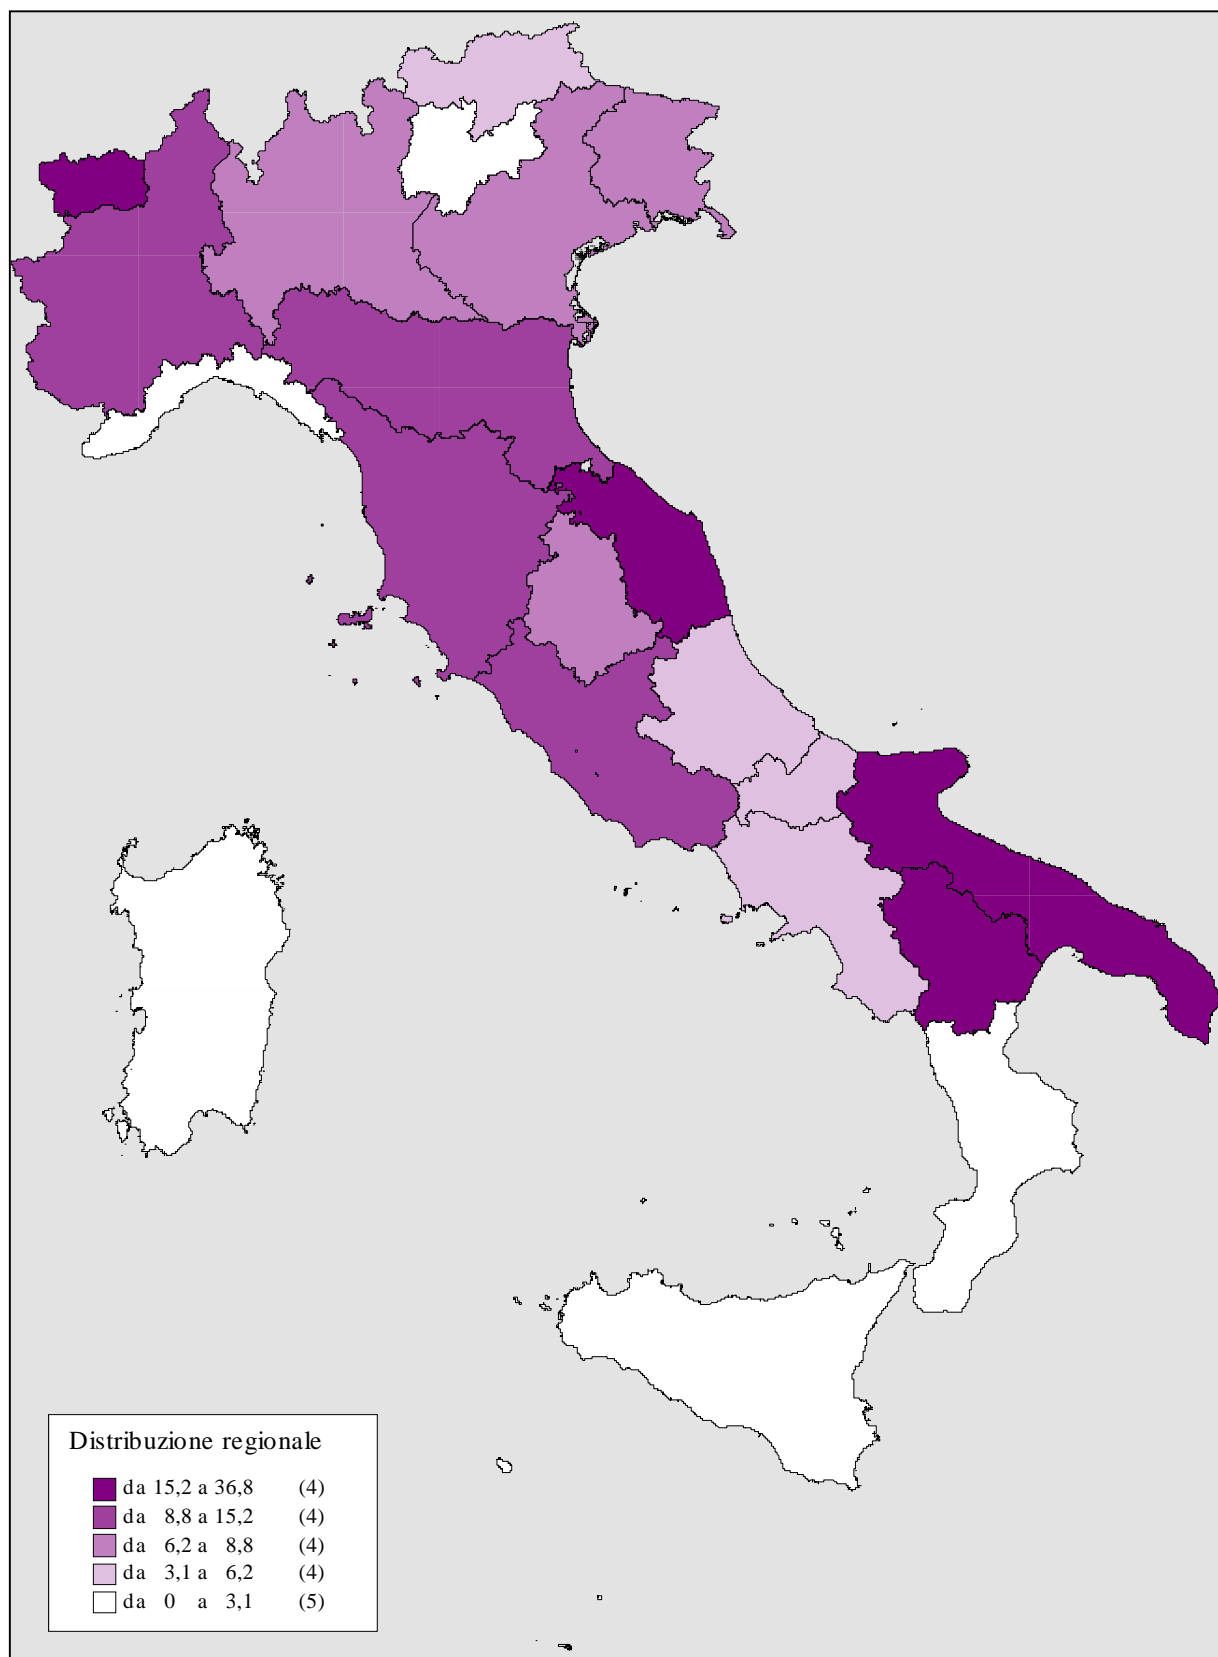 Distribuzione regionale
da 15,2 a 36,8 (4)
da 8,8 a 15,2 (4)
da 6,2 a 8,8 (4)
da 3,1 a 6,2 (4)
da 0 a 3,1 (5)